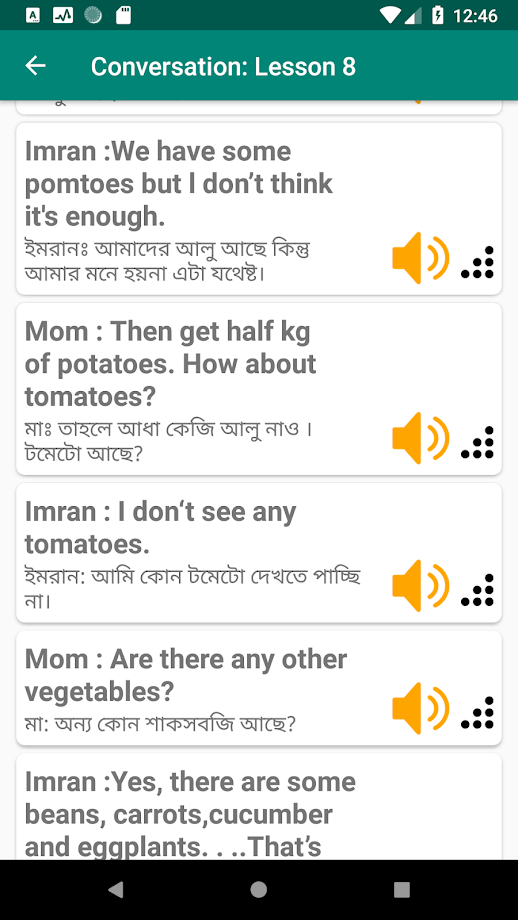 12:46
Conversation: Lesson 8
Imran :We have some
pomtoes but l don’t think
it's enough.
ইমরানঃ আমাদের আলু আছে কিন্তু
আমার মনে হয়না এটা যথেষ্ট।
Mom : Then get half kg
of potatoes. How about
tomatoes?
মাঃ তাহলে আধা কেজি আলু নাও ।
টমেটো আছে?
Imran : I don‘t see any
tomatoes.
ইমরান: আমি কোন টমেটো দেখতে পাচ্ছি
না।
Mom : Are there any other
vegetables?
মা: অন্য কোন শাকসবজি আছে?
Imran :Yes, there are some
beans, carrots,cucumber
and eggplants. . ..That’s